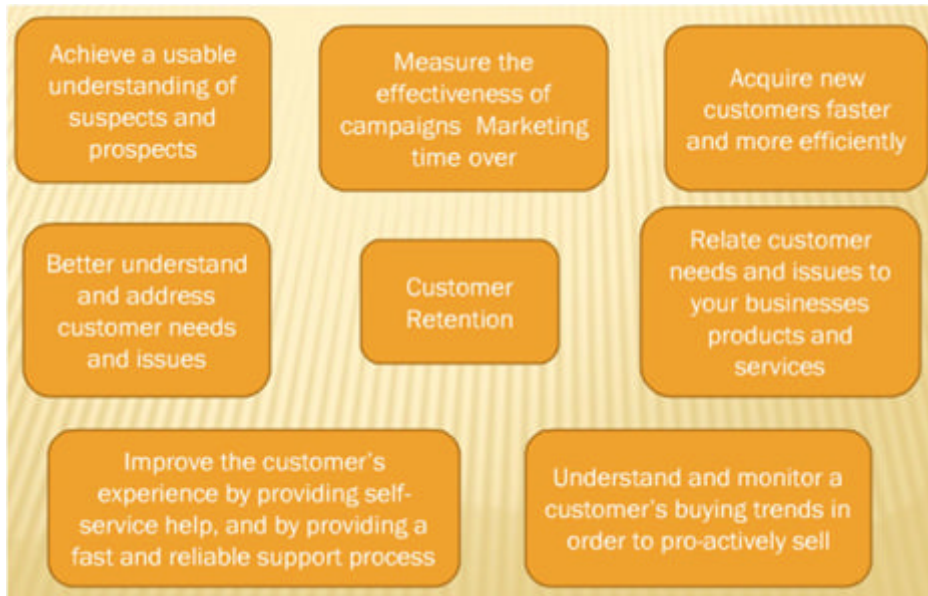 Achieve a usable
understanding of
suspects and
prospects
Measure the
effectiveness of
campaigns Marketing
time over
Acquire new
customers faster
and more efficiently
Better understand
and address
customer needs
and issues
Customer
Retention
Relate customer
needs and issues to
your businesses
products and
services
Improve the customer’s
experience by providing self-
service help, and by providing a
fast and reliable support process
Understand and monitor a
customer’s buying trends in
order to pro-actively sell